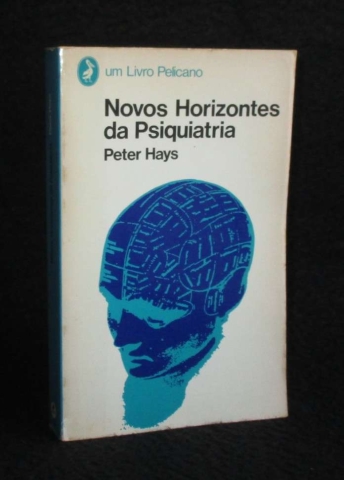 um Livro Pelicano
Novos Horizontes
da Psiquiatria
Peter Hays